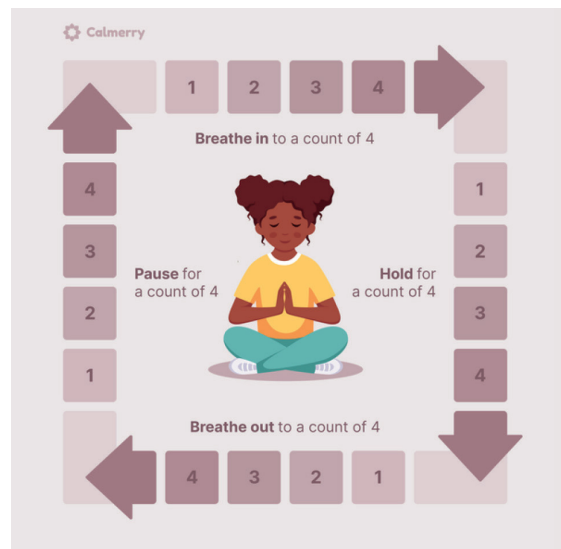 Calmerry
1 2 3 4
Breathe in to a count of 4
4
3
2
1
Pause for
a count of 4
Hold for
a count of 4
1
2
3
4
Breathe out to a count of 4
4 3 2 1